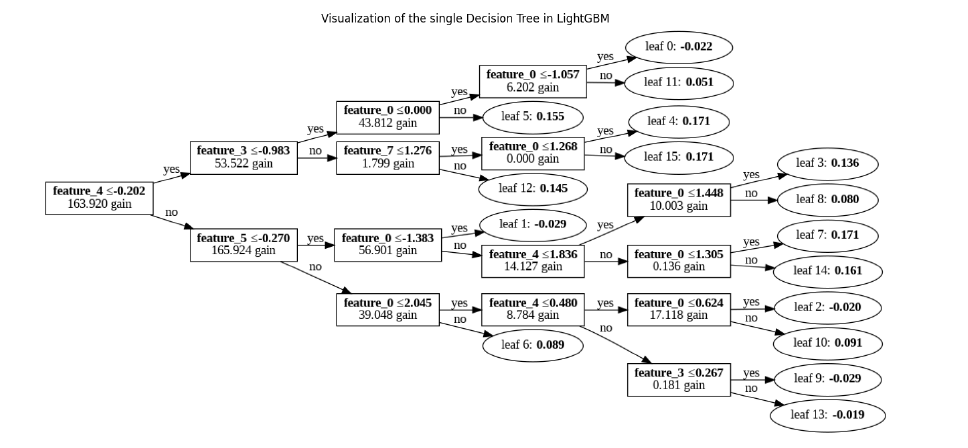 Visualization of the single Decision Tree in LightGBM
leaf 0: -0.022
yes
feature_0 ≤-1.057
6.202 gain
no
leaf 11: 0.051
yes
feature_0 ≤0.000
43.812 gain
no
leaf 5: 0.155
yes
leaf 4: 0.171
yes
feature_3 ≤-0.983
53.522 gain
no
feature_7 ≤1.276
1.799 gain
yes
feature_0 ≤1.268
0.000 gain
no
leaf 15: 0.171
no
leaf 12: 0.145
yes
feature_4 ≤-0.202
163.920 gain
no
leaf 3: 0.136
yes
feature_0 ≤1.448
10.003 gain
no
leaf 8: 0.080
yes
leaf 1: -0.029
yes
feature_5 ≤-0.270
165.924 gain
yes
feature_0 ≤-1.383
56.901 gain
no
feature_4 ≤1.836
14.127 gain
no
feature_0 ≤1.305
0.136 gain
yes
leaf 7: 0.171
no
leaf 14: 0.161
no
feature_0 ≤2.045
39.048 gain
yes
feature_4 ≤0.480
8.784 gain
yes
feature_0 ≤0.624
17.118 gain
yes
leaf 2: -0.020
no
leaf 10: 0.091
no
leaf 6: 0.089
no
feature_3 ≤0.267
0.181 gain
yes
leaf 9: -0.029
no
leaf 13: -0.019